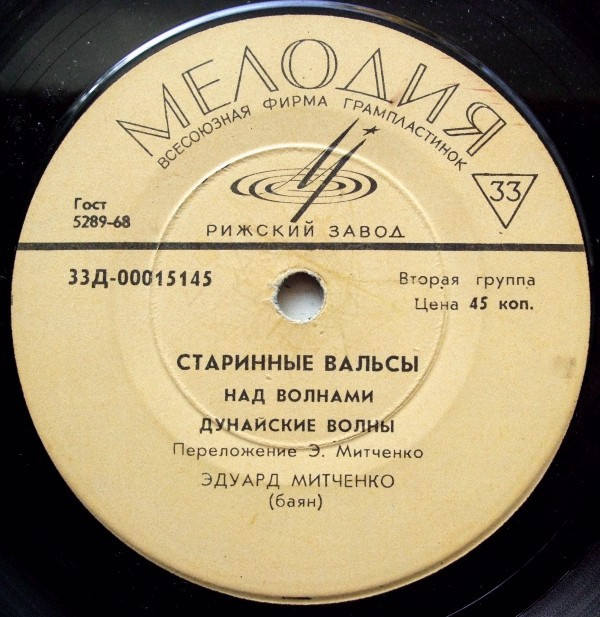 МЕЛОДИЯ
ВСЕСОЮЗНАЯ ФИРМА ГРАМПЛАСТИНОК
33
Гост
5289-68
РИЖСКИЙ ЗАВОД
33Д-00015145
Вторая группа
Цена 45 коп.
СТАРИННЫЕ ВАЛЬСЫ
НАД ВОЛНАМИ
ДУНАЙСКИЕ ВОЛНЫ
Переложение Э. Митченко
ЭДУАРД МИТЧЕНКО
(баян)